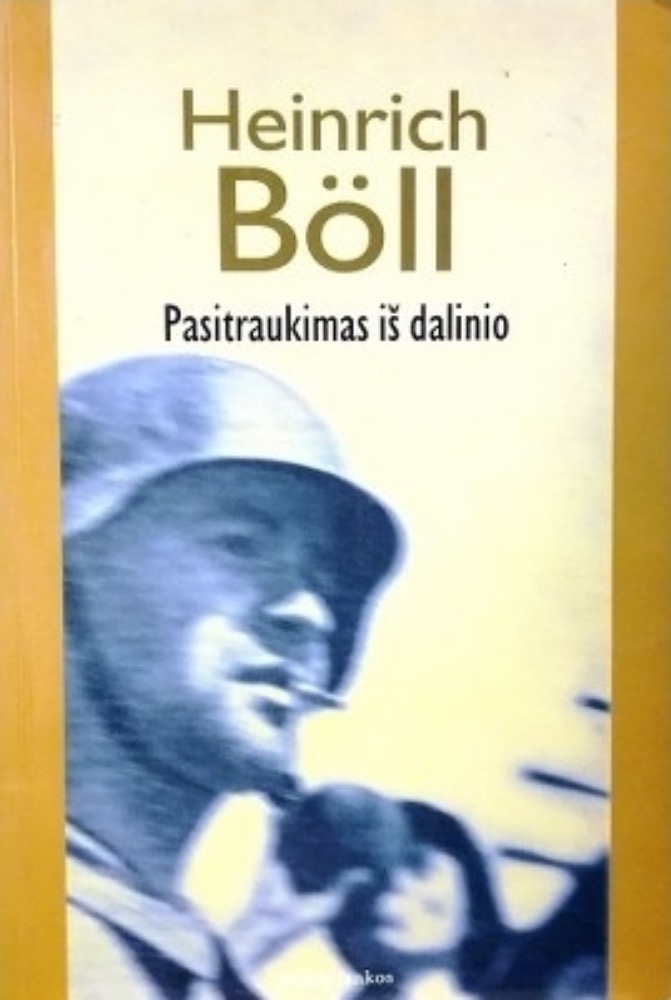 Heinrich
Böll
Pasitraukimas iš dalinio